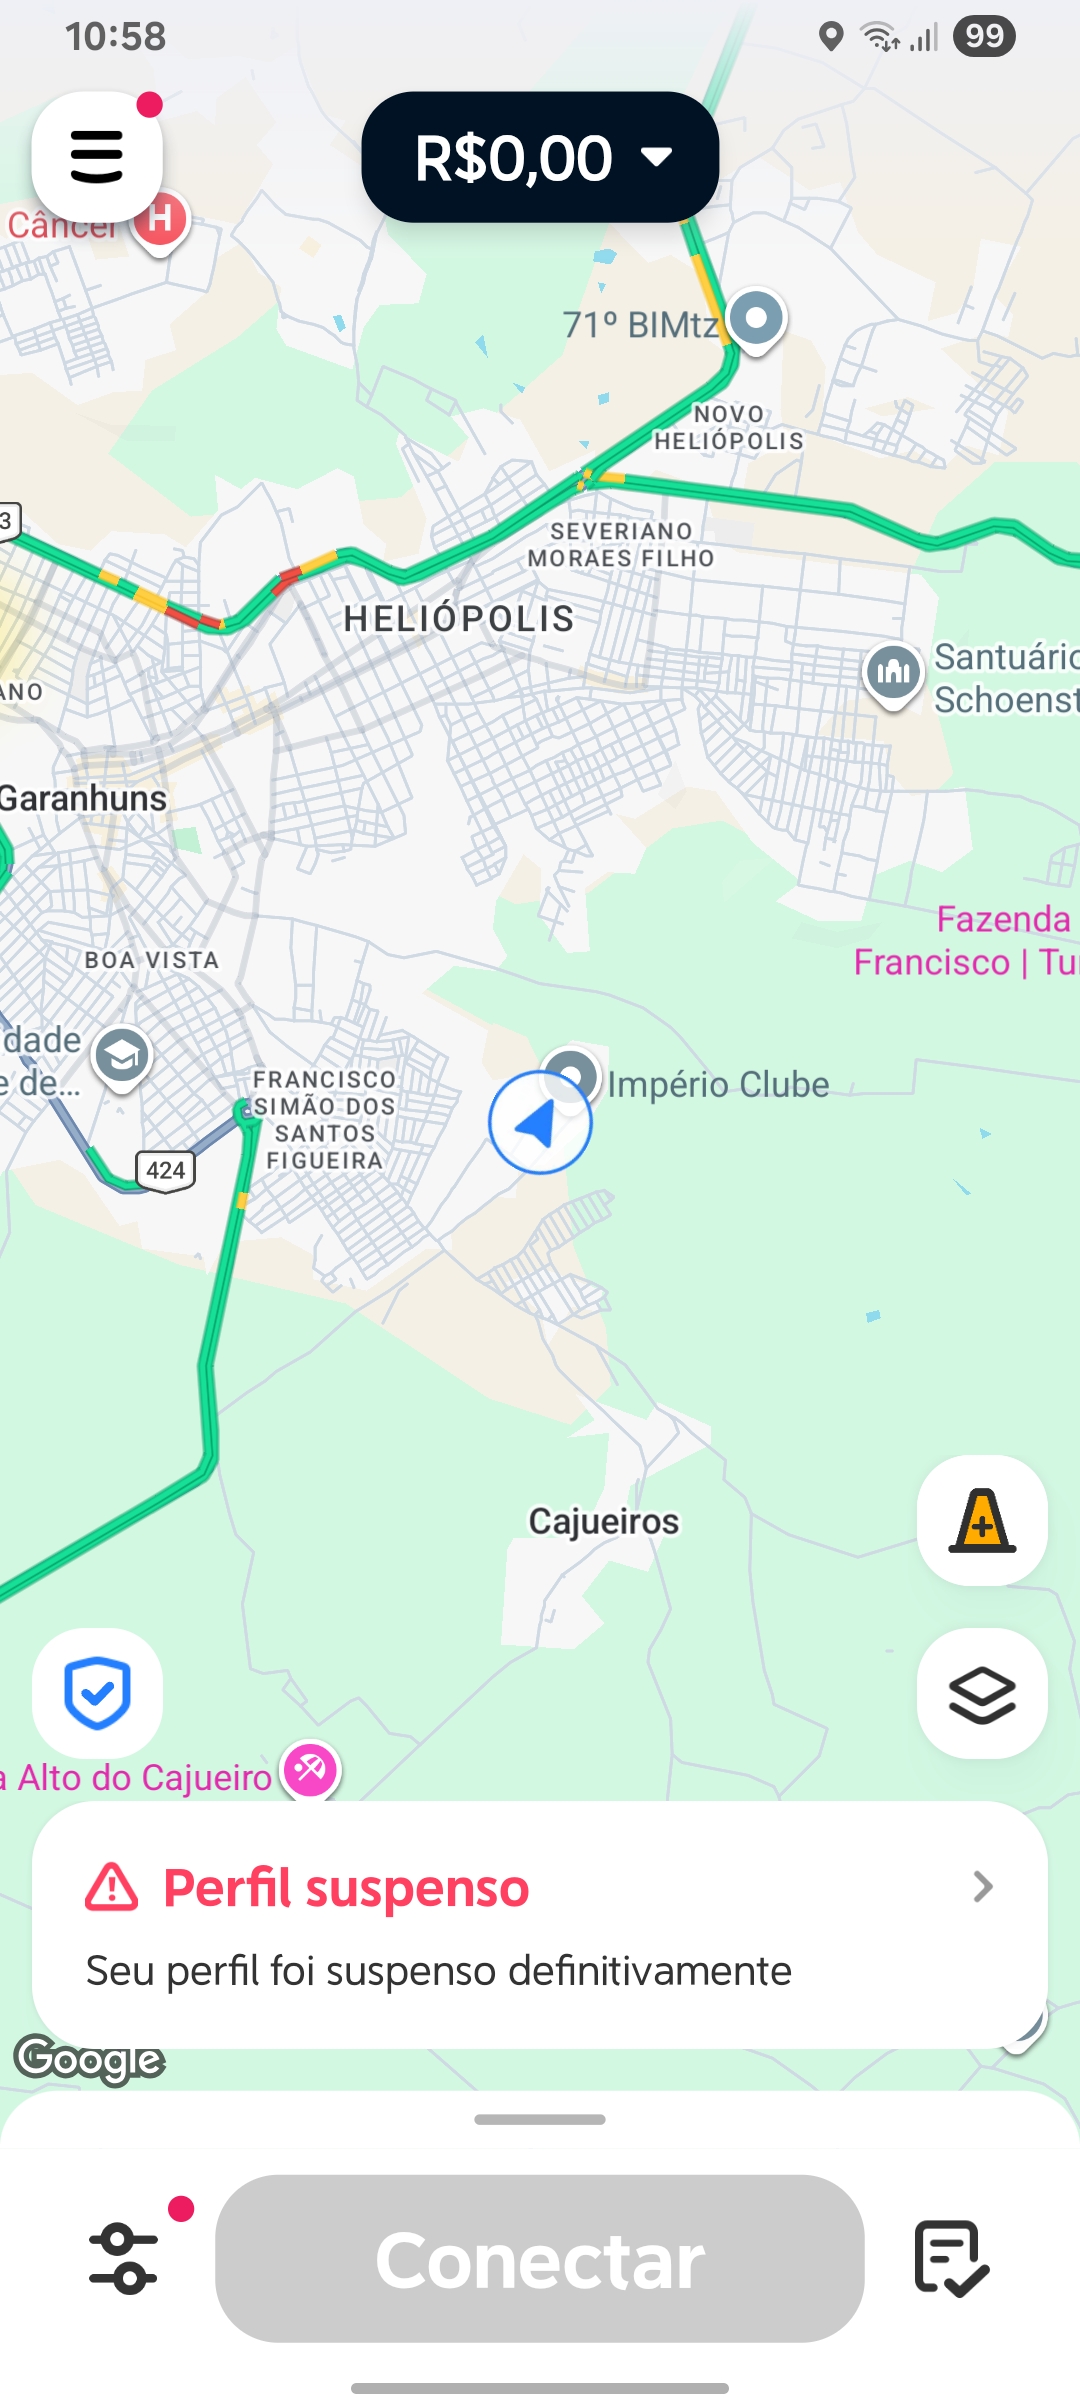 10:58
99
R$0,00
Câncer
H
71º BIMtz
NOVO
HELIÓPOLIS
3
SEVERIANO
MORAES FILHO
HELIÓPOLIS
Santuário
Schoenst
ANO
Garanhuns
Fazenda
Francisco | Tu
BOA VISTA
dade
e de...
FRANCISCO
SIMÃO DOS
SANTOS
FIGUEIRA
Império Clube
424
Cajueiros
a Alto do Cajueiro
Perfil suspenso
Seu perfil foi suspenso definitivamente
Google
Conectar